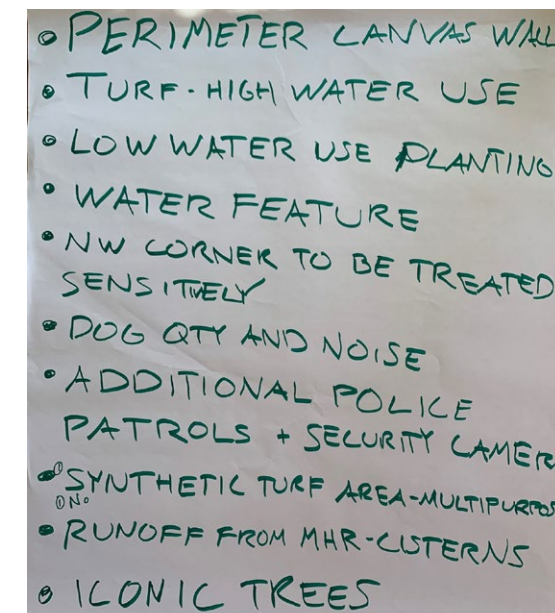 • PERIMETER CANVAS WALL
• TURF - HIGH WATER USE
• LOW WATER USE PLANTING
• WATER FEATURE
• NW CORNER TO BE TREATED
SENSITIVELY
• DOG QTY AND NOISE
• ADDITIONAL POLICE
PATROLS + SECURITY CAMER
• SYNTHETIC TURF AREA-MULTIPURPOS
• RUNOFF FROM MHR-CISTERNS
• ICONIC TREES